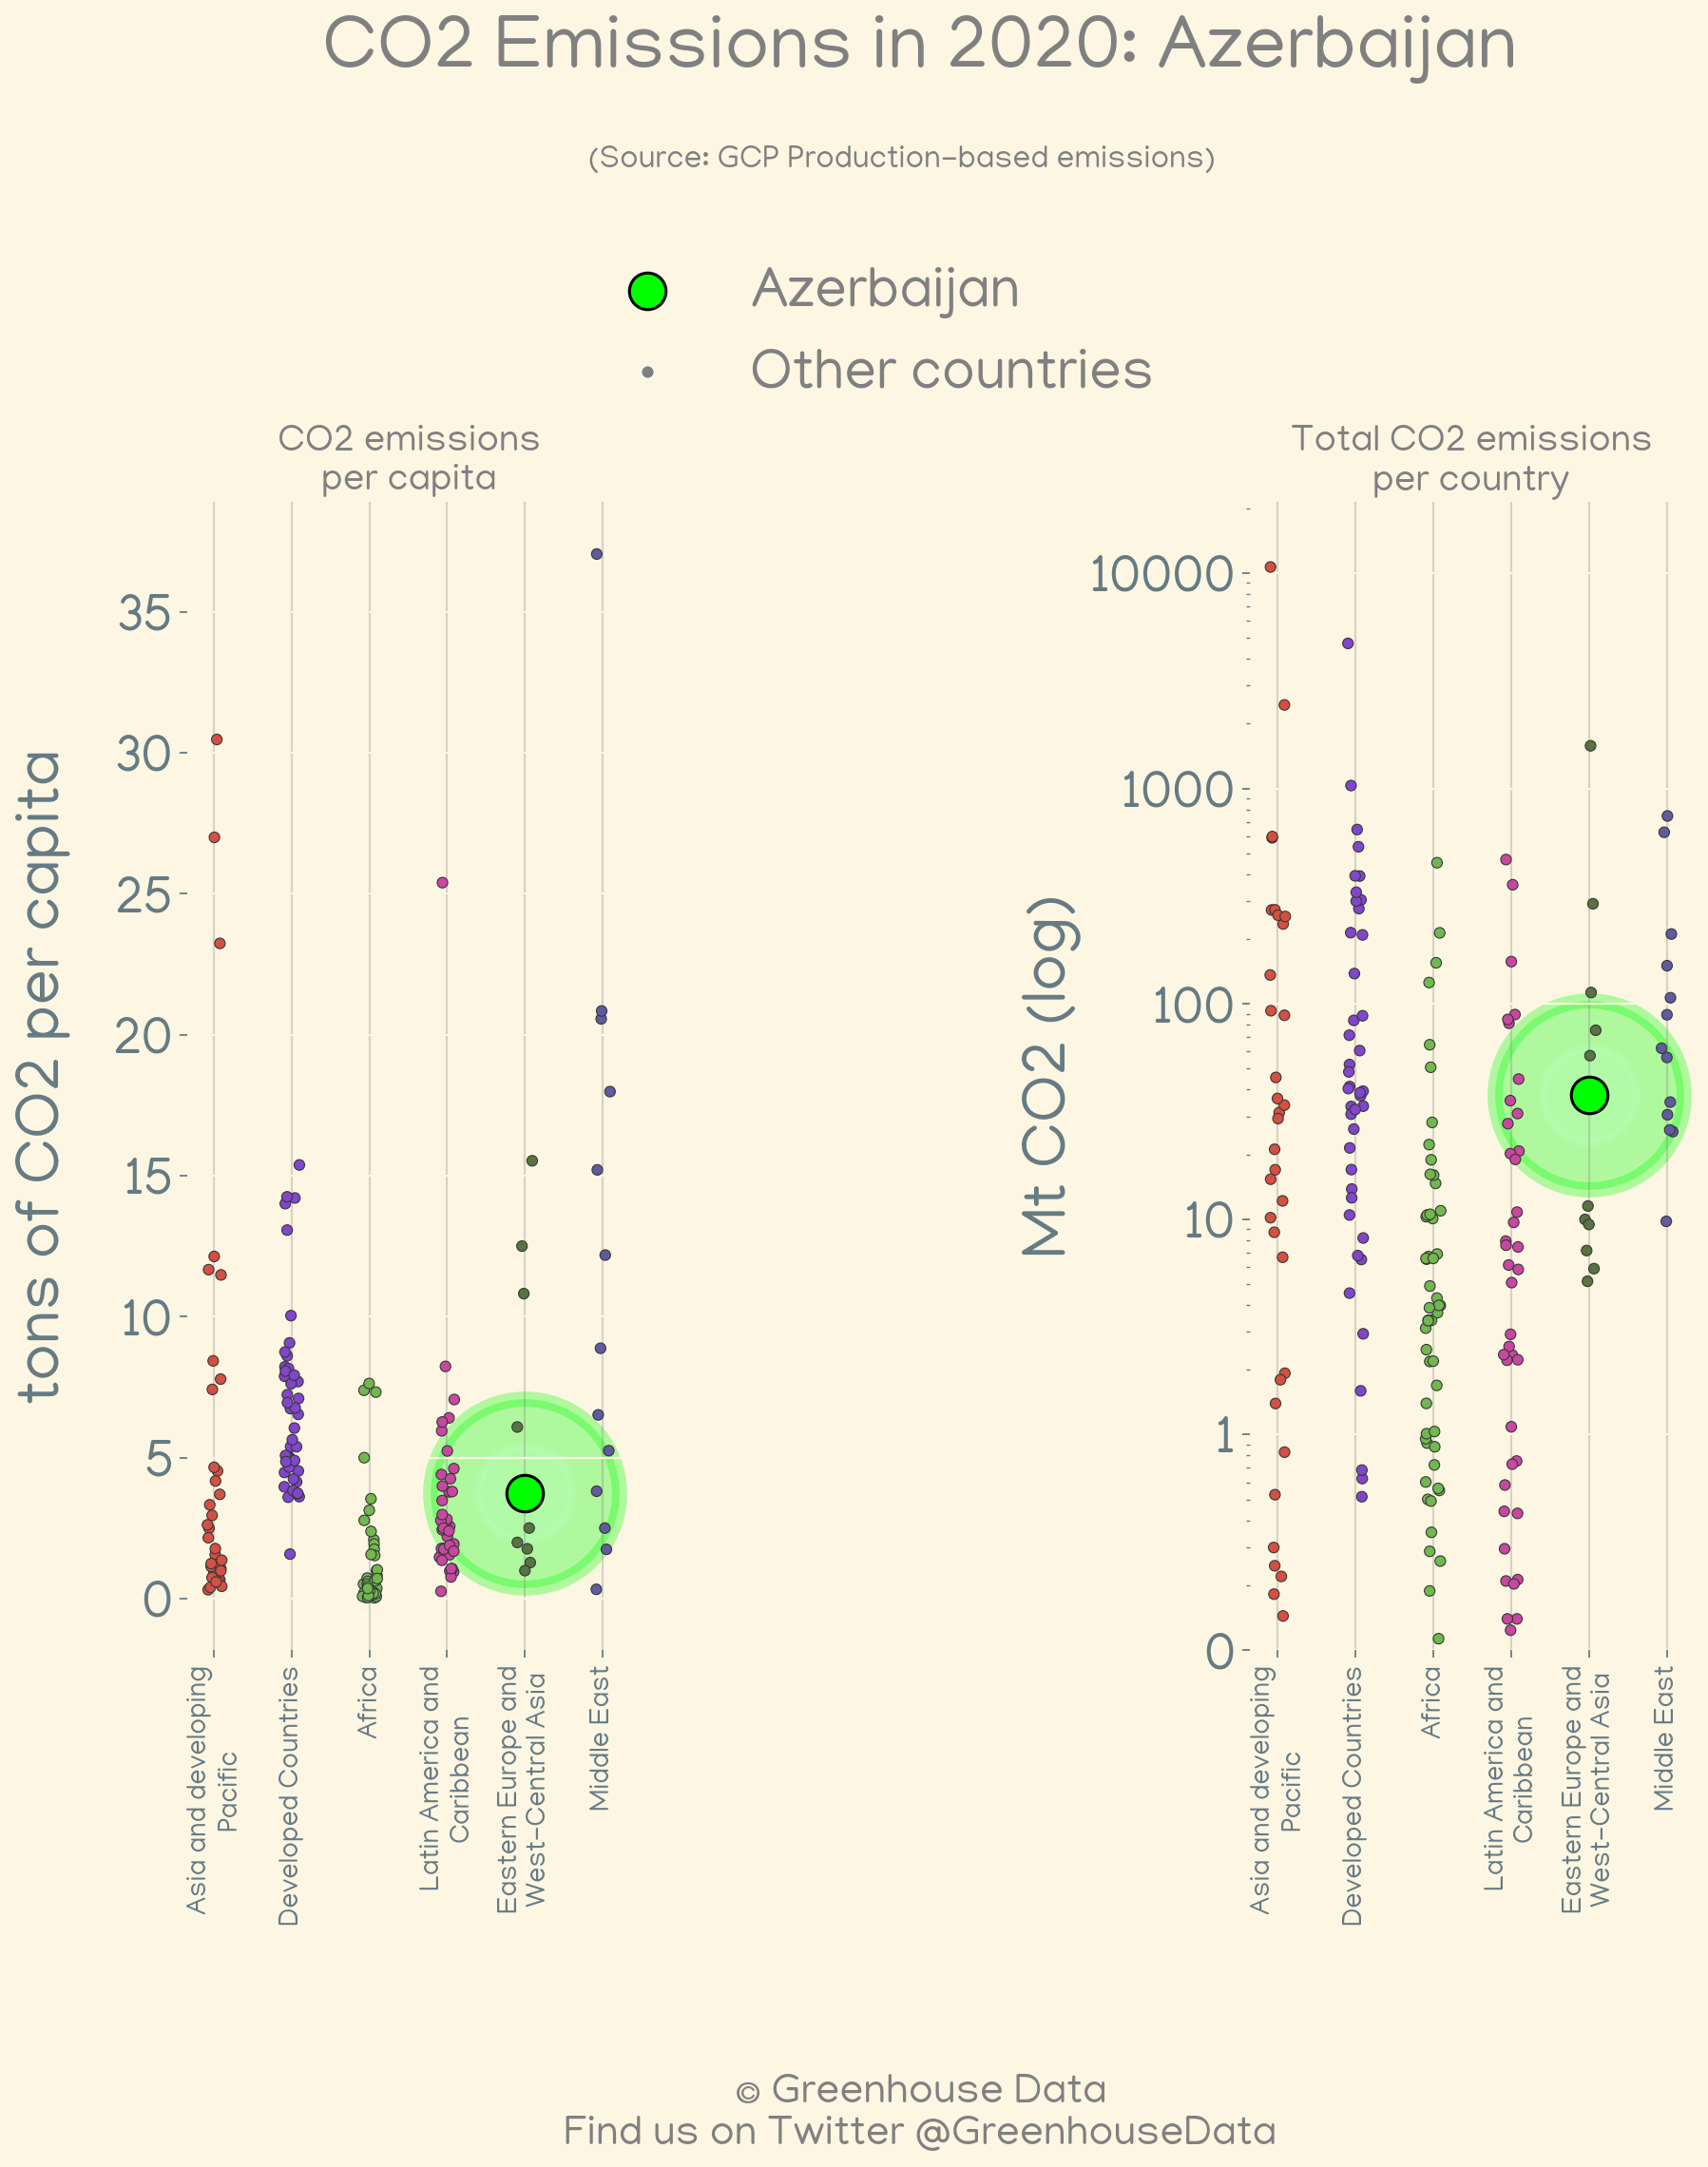 CO2 Emissions in 2020: Azerbaijan
(Source: GCP Production-based emissions)
Azerbaijan
Other countries
CO2 emissions
per capita
tons of CO2 per capita
35
30
25
20
15
10
5
0
Asia and developing
Pacific
Developed Countries
Africa
Latin America and
Caribbean
Eastern Europe and
West-Central Asia
Middle East
Total CO2 emissions
per country
Mt CO2 (log)
10000
1000
100
10
1
0
Asia and developing
Pacific
Developed Countries
Africa
Latin America and
Caribbean
Eastern Europe and
West-Central Asia
Middle East
© Greenhouse Data
Find us on Twitter @GreenhouseData